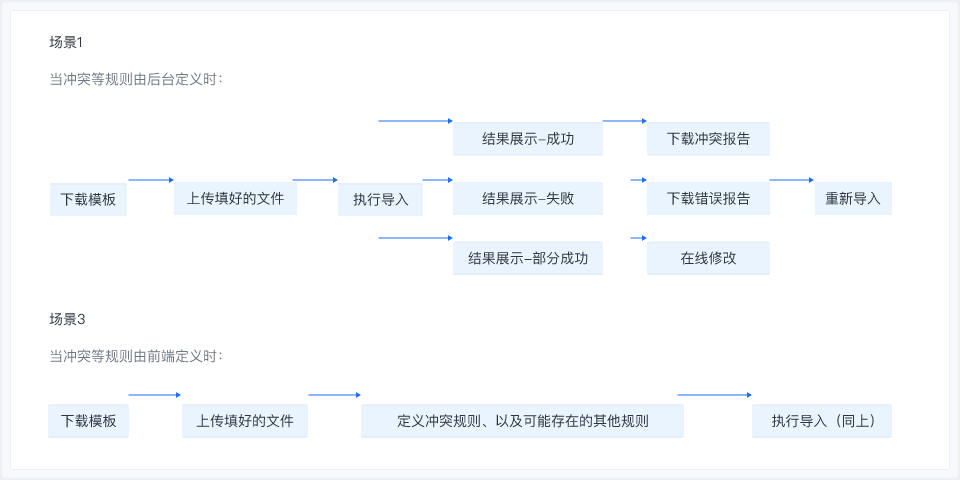 场景1
当冲突等规则由后台定义时：
结果展示-成功
下载冲突报告
下载模板
上传填好的文件
执行导入
结果展示-失败
下载错误报告
重新导入
结果展示-部分成功
在线修改
场景3
当冲突等规则由前端定义时：
下载模板
上传填好的文件
定义冲突规则、以及可能存在的其他规则
执行导入（同上）